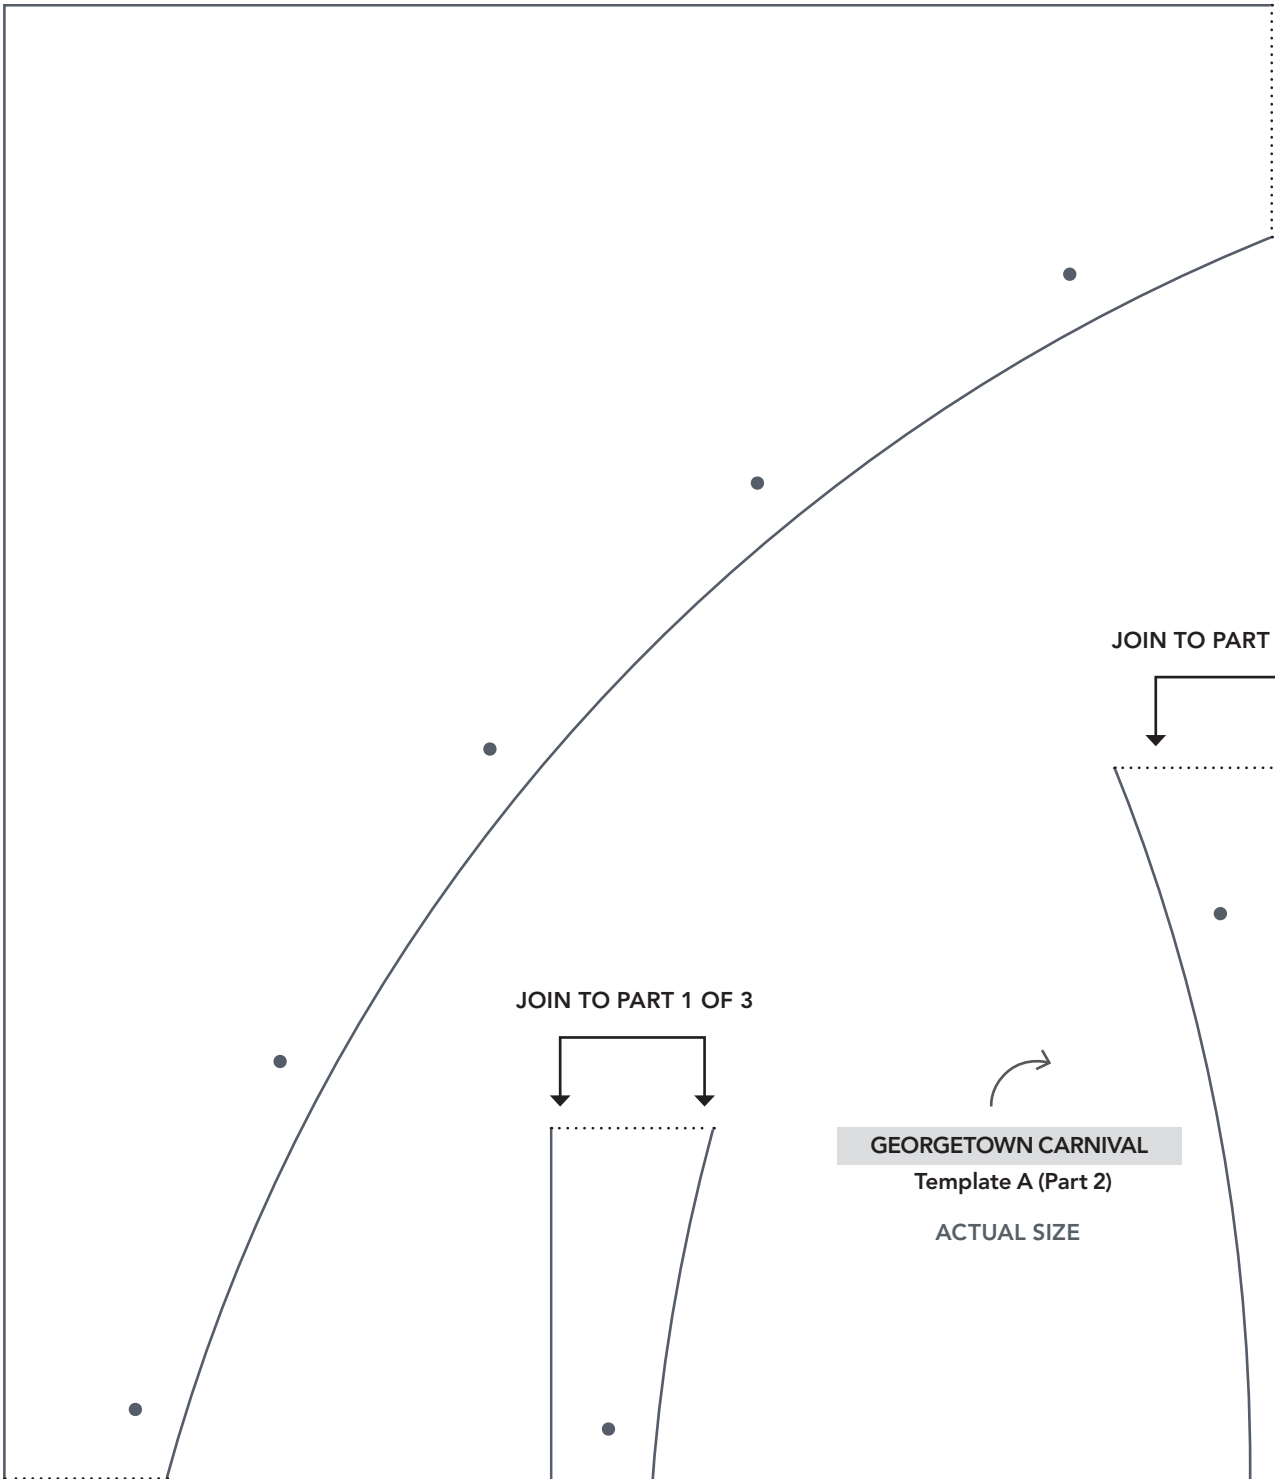 JOIN TO PART
JOIN TO PART 1 OF 3
GEORGETOWN CARNIVAL
Template A (Part 2)
ACTUAL SIZE